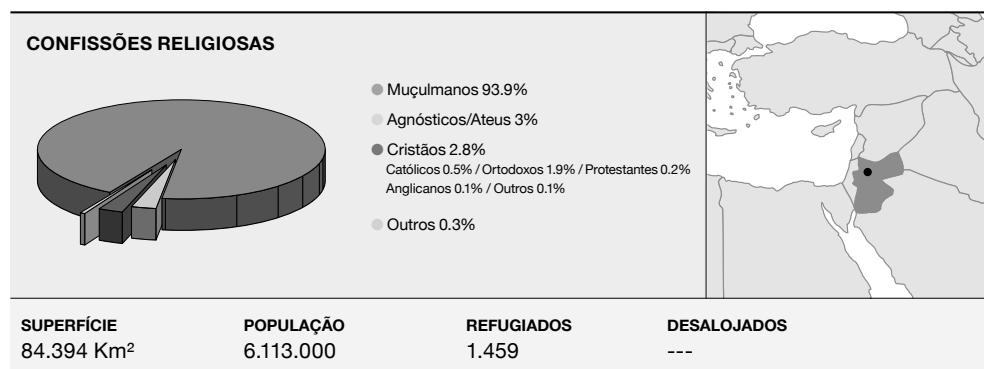 CONFISSÕES RELIGIOSAS
Muçulmanos 93.9%
Agnósticos/Ateus 3%
Cristãos 2.8%
Católicos 0.5% / Ortodoxos 1.9% / Protestantes 0.2%
Anglicanos 0.1% / Outros 0.1%
Outros 0.3%
SUPERFÍCIE
84.394 Km²
POPULAÇÃO
6.113.000
REFUGIADOS
1.459
DESALOJADOS
---